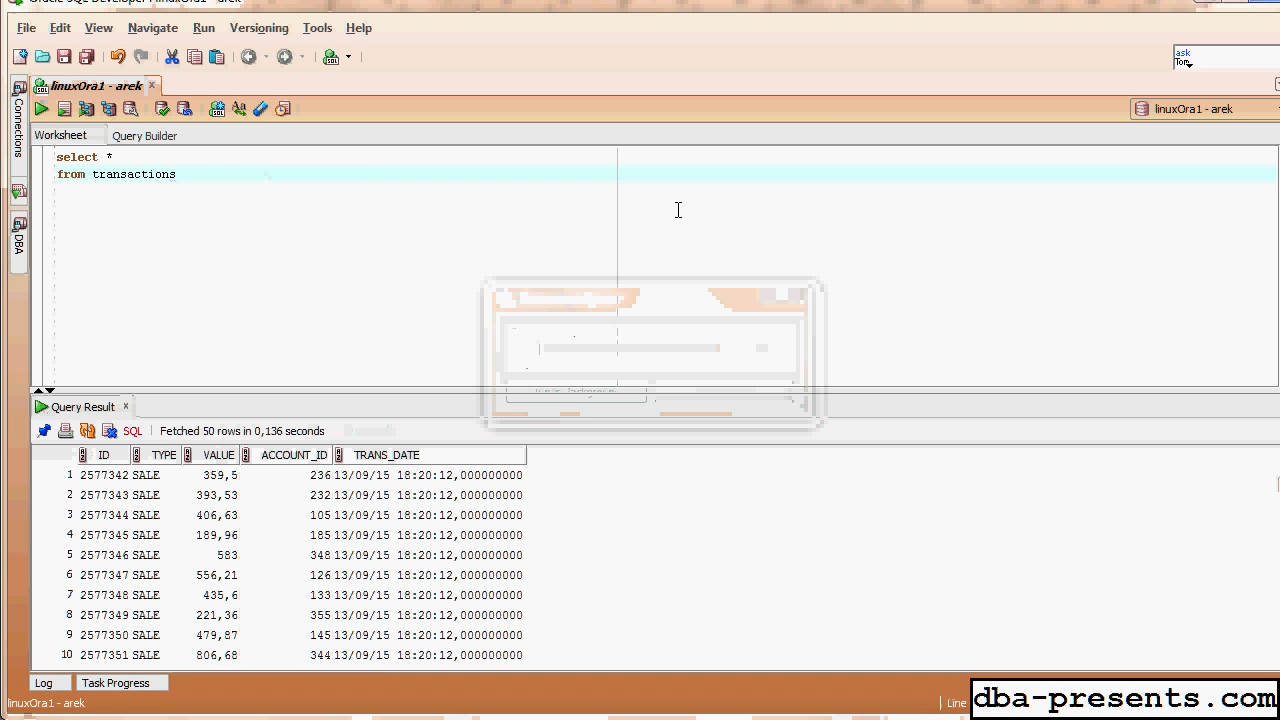 File Edit View Navigate Run Versioning Tools Help
ask
Tom
linuxOra1 - arek
linuxOra1 - arek
Connections
DBA
Worksheet Query Builder
select *
from transactions
Query Result
SQL Fetched 50 rows in 0,136 seconds
ID TYPE VALUE ACCOUNT_ID TRANS_DATE
1 2577342 SALE 359,5 236 13/09/15 18:20:12,000000000
2 2577343 SALE 393,53 232 13/09/15 18:20:12,000000000
3 2577344 SALE 406,63 105 13/09/15 18:20:12,000000000
4 2577345 SALE 189,96 185 13/09/15 18:20:12,000000000
5 2577346 SALE 583 348 13/09/15 18:20:12,000000000
6 2577347 SALE 556,21 126 13/09/15 18:20:12,000000000
7 2577348 SALE 435,6 133 13/09/15 18:20:12,000000000
8 2577349 SALE 221,36 355 13/09/15 18:20:12,000000000
9 2577350 SALE 479,87 145 13/09/15 18:20:12,000000000
10 2577351 SALE 806,68 344 13/09/15 18:20:12,000000000
Log Task Progress
linuxOra1 - arek
Line
dba-presents.com